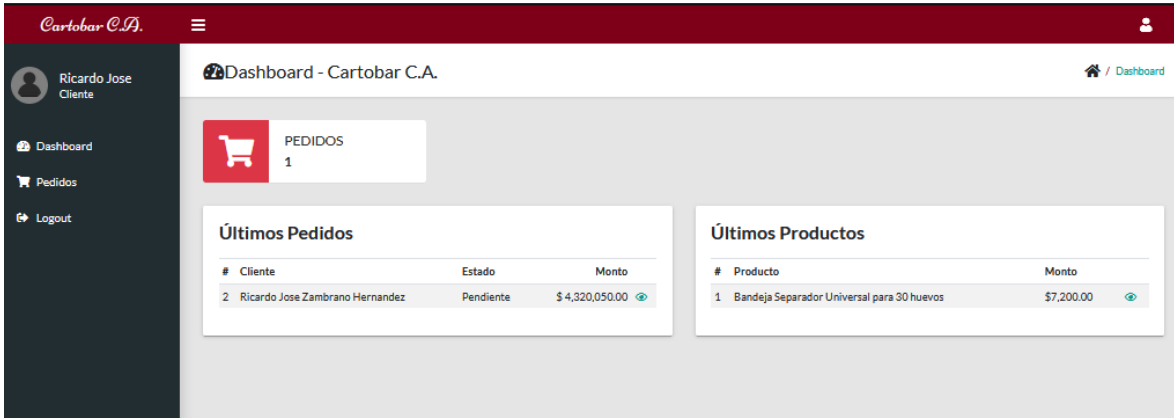 Cartobar C.A.
Ricardo Jose
Cliente
Dashboard
Pedidos
Logout
Dashboard - Cartobar C.A.
/ Dashboard
PEDIDOS
1
Últimos Pedidos
# Cliente Estado Monto
2 Ricardo Jose Zambrano Hernandez Pendiente $ 4,320,050.00
Últimos Productos
# Producto Monto
1 Bandeja Separador Universal para 30 huevos $7,200.00